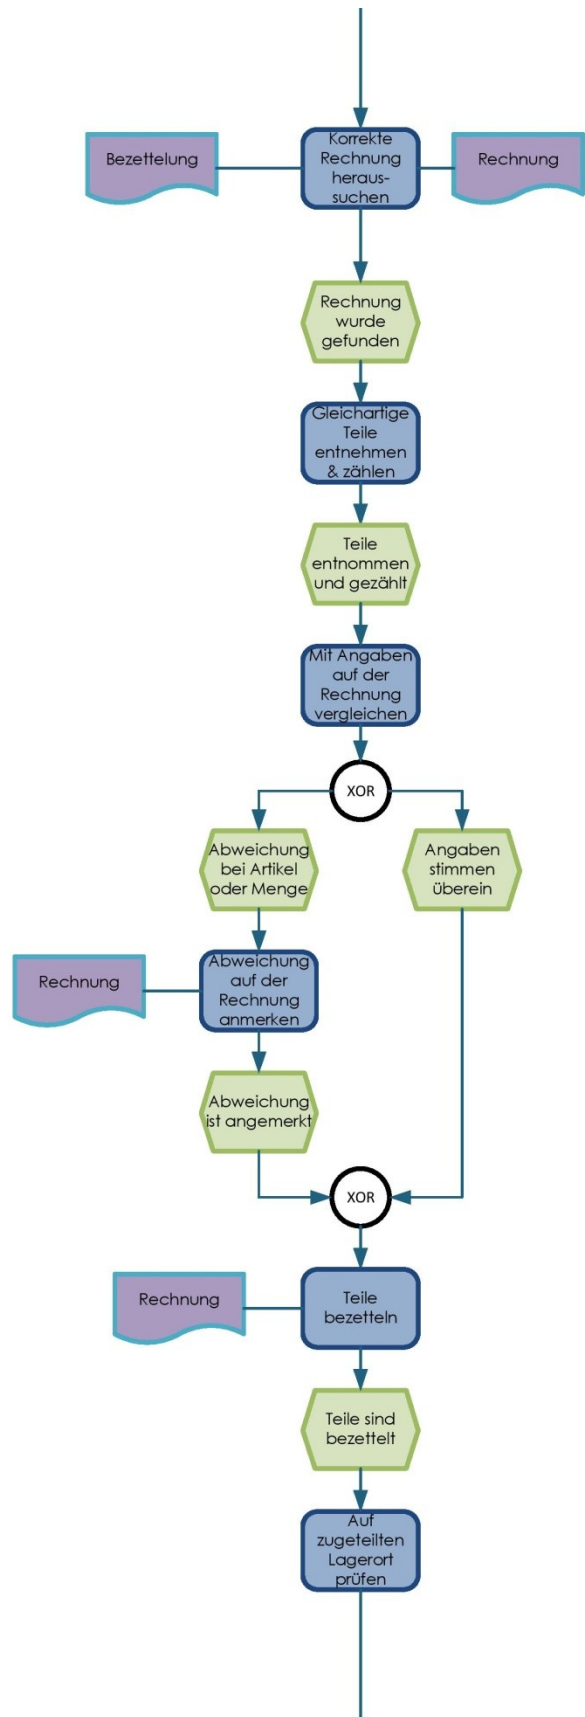 Bezettelung
Korrekte
Rechnung
heraus-
suchen
Rechnung
Rechnung
wurde
gefunden
Gleichartige
Teile
entnehmen
& zählen
Teile
entnommen
und gezählt
Mit Angaben
auf der
Rechnung
vergleichen
XOR
Abweichung
bei Artikel
oder Menge
Angaben
stimmen
überein
Rechnung
Abweichung
auf der
Rechnung
anmerken
Abweichung
ist angemerkt
XOR
Rechnung
Teile
bezetteln
Teile sind
bezettelt
Auf
zugeteilten
Lagerort
prüfen